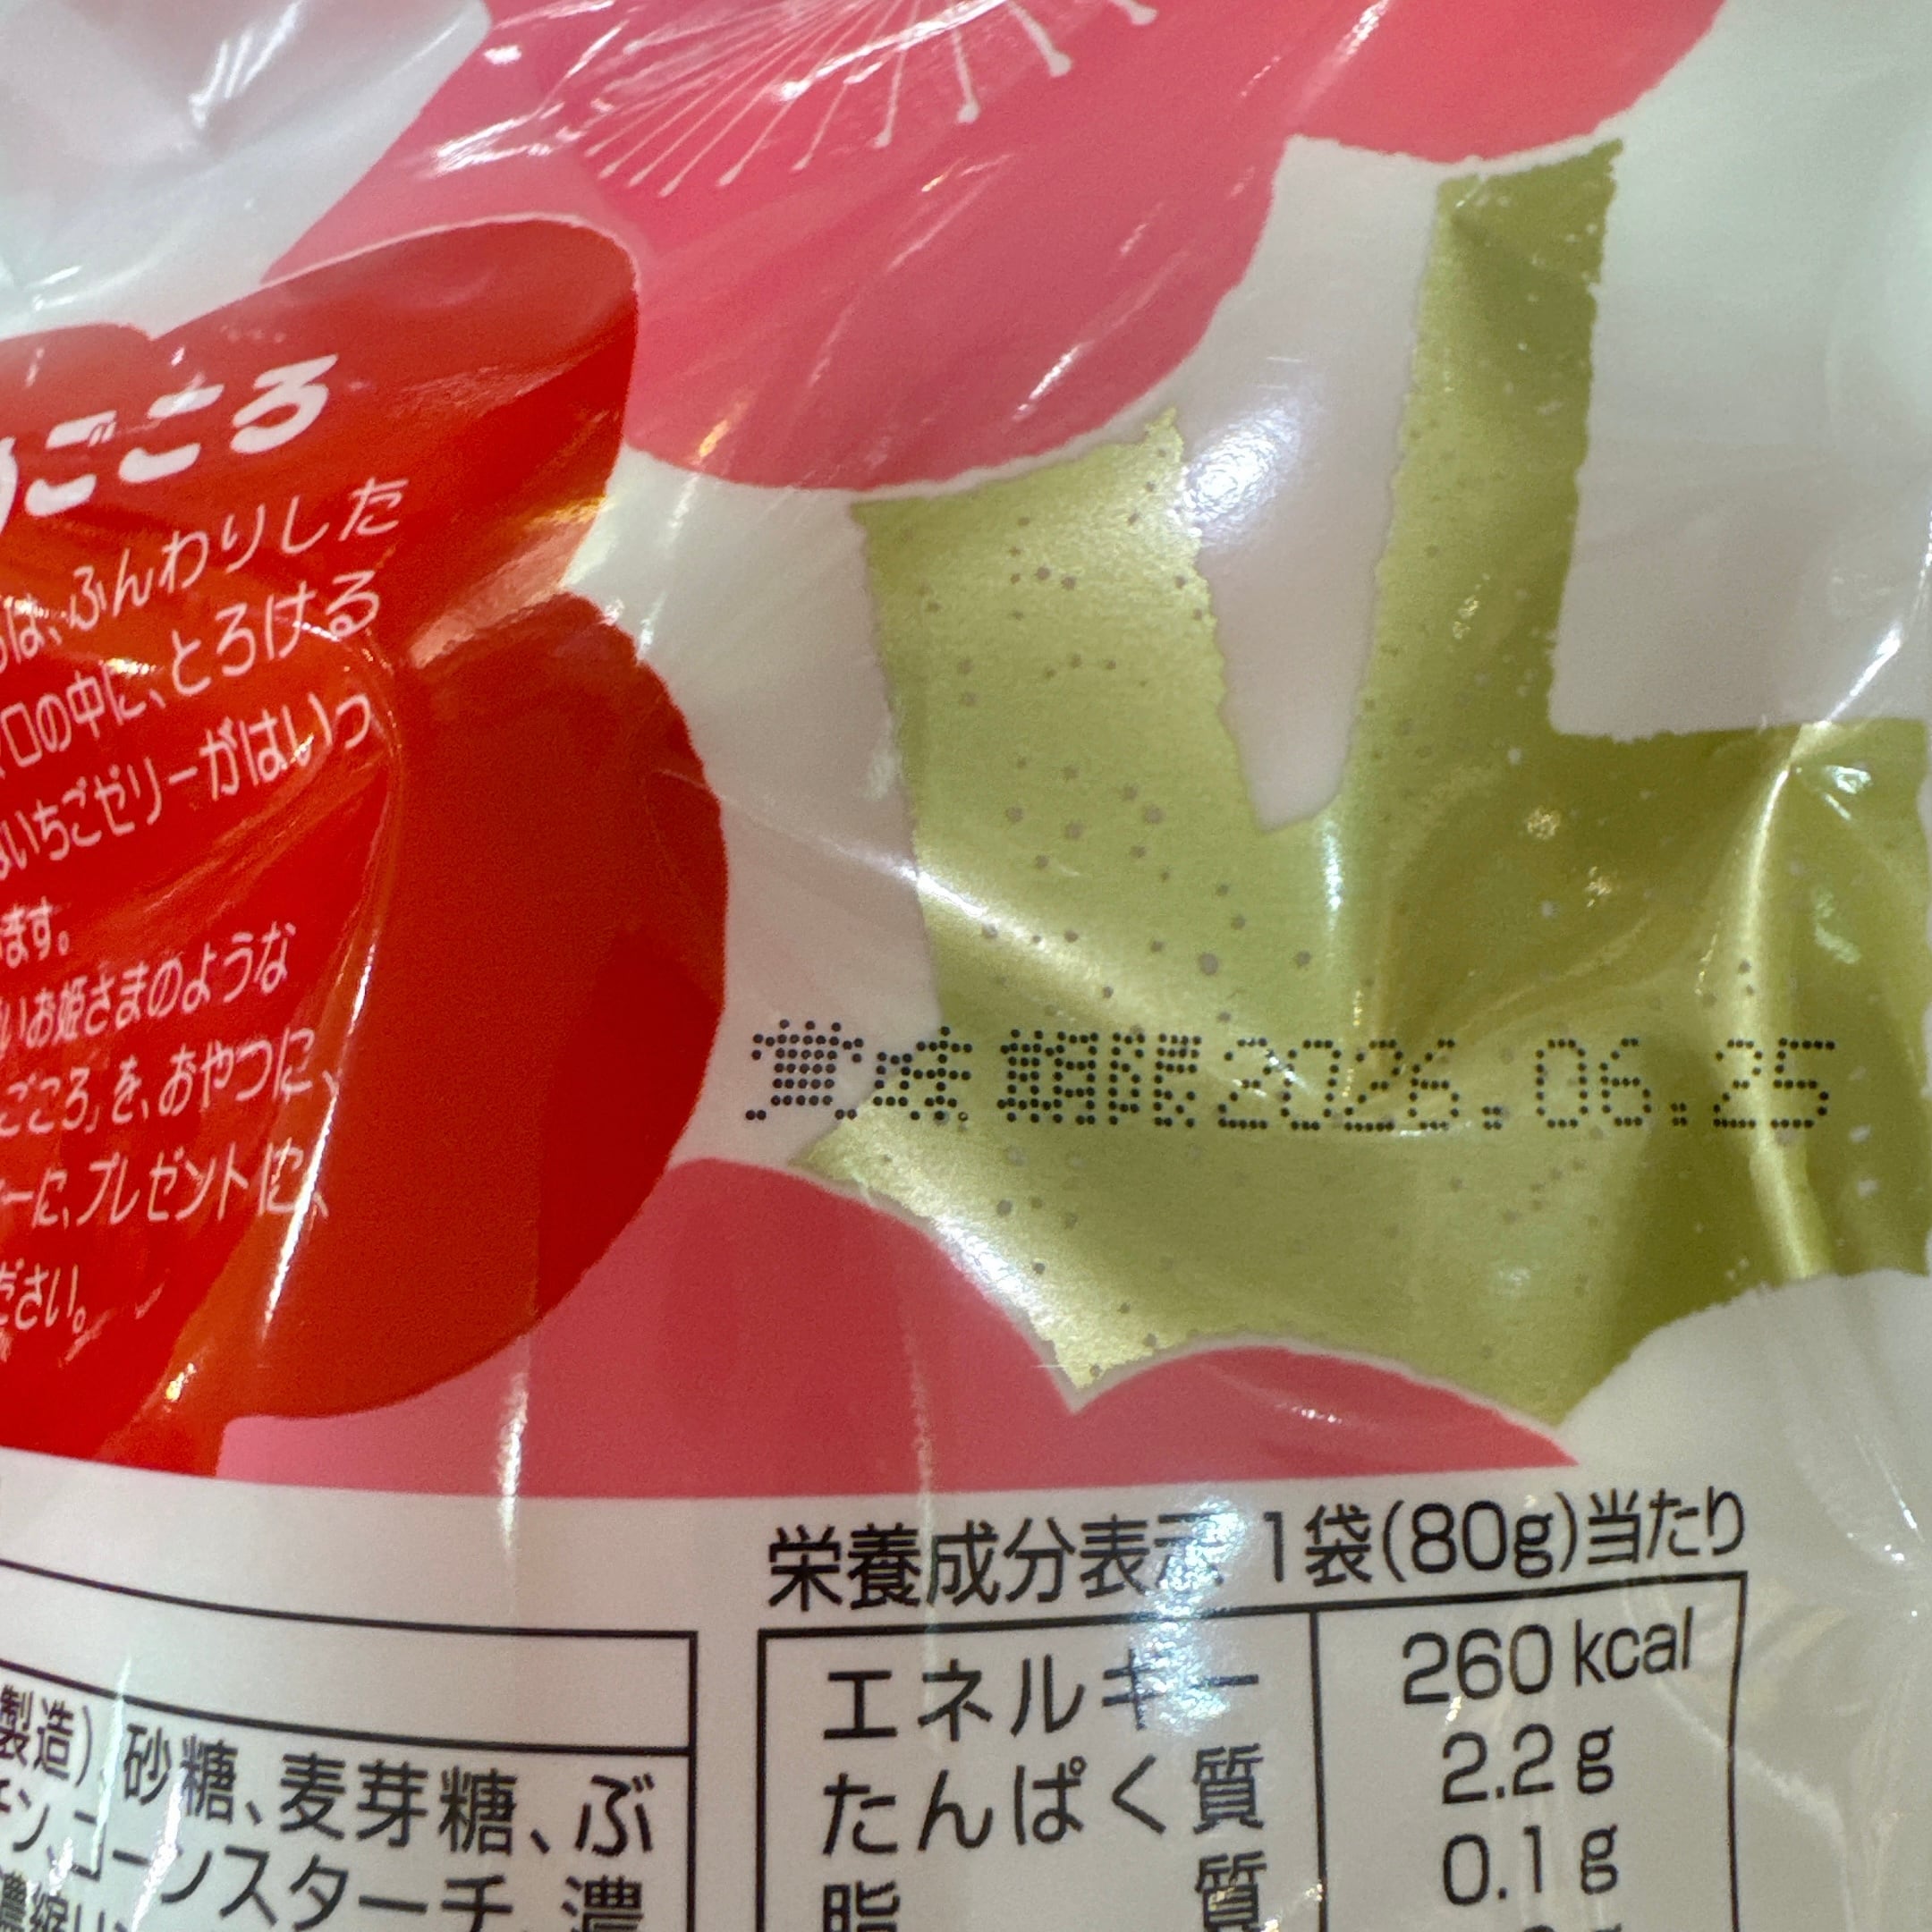 ごころ
は、ふんわりした
ロの中に、とろける
いちごゼリーがはいっ
ます。
いお姫さまのような
ごころ」を、おやつに、
ーに、プレゼントに、
ださい。
賞味期限2026.06.25
栄養成分表示 1袋(80g)当たり
エネルギー 260 kcal
たんぱく質 2.2 g
脂質 0.1 g
製造)、砂糖、麦芽糖、ぶ
チン、コーンスターチ、濃
濃縮リン